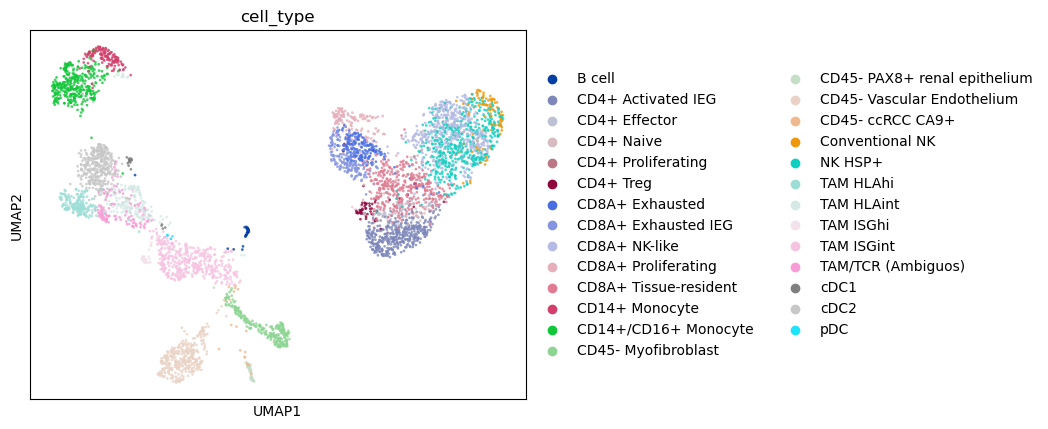 cell_type
UMAP2
UMAP1
B cell
CD4+ Activated IEG
CD4+ Effector
CD4+ Naive
CD4+ Proliferating
CD4+ Treg
CD8A+ Exhausted
CD8A+ Exhausted IEG
CD8A+ NK-like
CD8A+ Proliferating
CD8A+ Tissue-resident
CD14+ Monocyte
CD14+/CD16+ Monocyte
CD45- Myofibroblast
CD45- PAX8+ renal epithelium
CD45- Vascular Endothelium
CD45- ccRCC CA9+
Conventional NK
NK HSP+
TAM HLAhi
TAM HLAint
TAM ISGhi
TAM ISGint
TAM/TCR (Ambiguos)
cDC1
cDC2
pDC